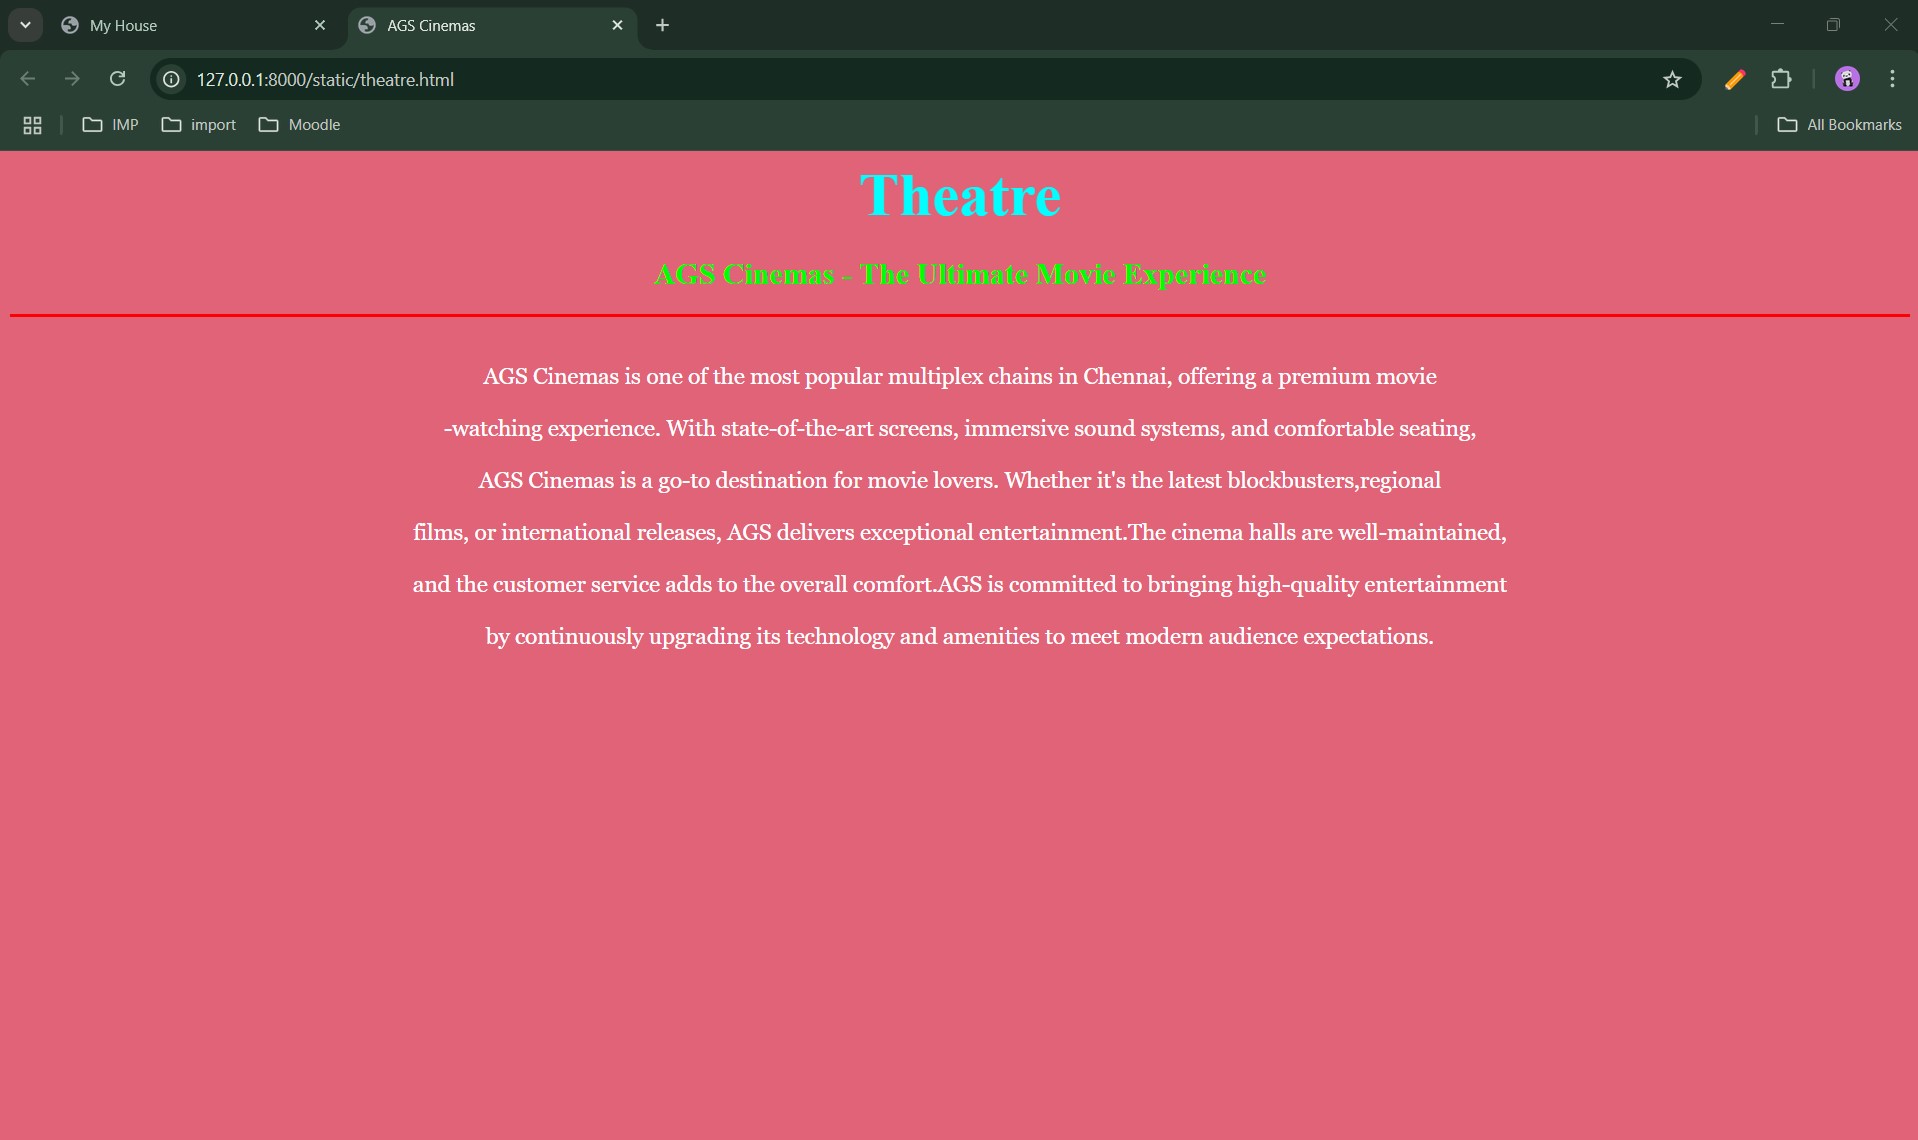 My House
AGS Cinemas
127.0.0.1:8000/static/theatre.html
IMP
import
Moodle
All Bookmarks
Theatre
AGS Cinemas - The Ultimate Movie Experience
AGS Cinemas is one of the most popular multiplex chains in Chennai, offering a premium movie
-watching experience. With state-of-the-art screens, immersive sound systems, and comfortable seating,
AGS Cinemas is a go-to destination for movie lovers. Whether it's the latest blockbusters,regional
films, or international releases, AGS delivers exceptional entertainment.The cinema halls are well-maintained,
and the customer service adds to the overall comfort.AGS is committed to bringing high-quality entertainment
by continuously upgrading its technology and amenities to meet modern audience expectations.